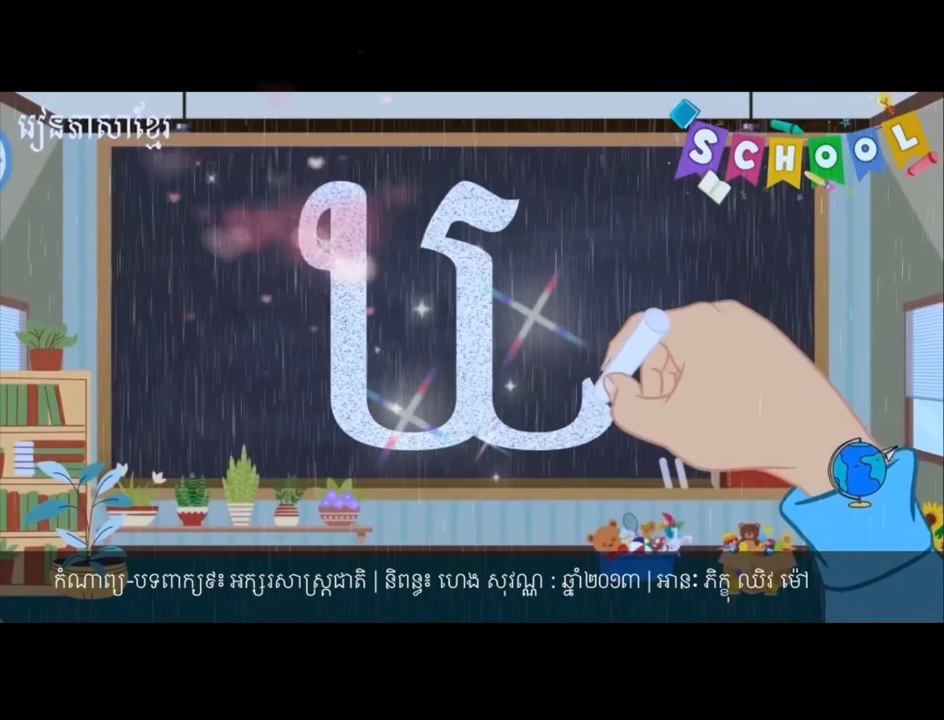 រៀនភាសាខ្មែរ
SCHOOL
កំណាព្យ-បទពាក្យ៩៖ អក្សរសាស្ត្រជាតិ | និពន្ធ៖ ហេង សុវណ្ណ : ឆ្នាំ២០១៣ | អានៈ ភិក្ខុ ឈិវ ម៉ៅ